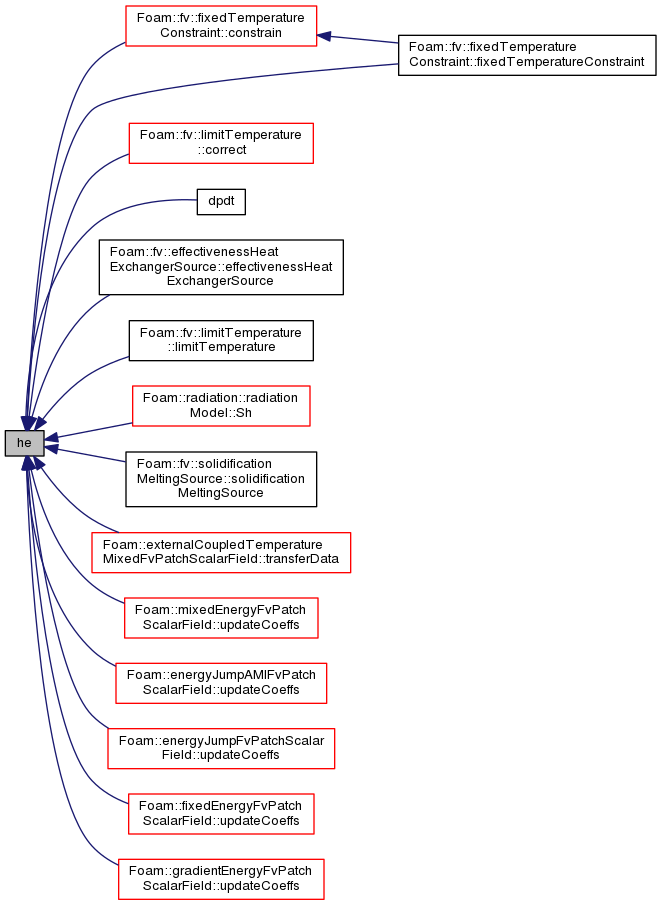 Foam::fv::fixedTemperature
Constraint::constrain
Foam::fv::fixedTemperature
Constraint::fixedTemperatureConstraint
Foam::fv::limitTemperature
::correct
dpdt
Foam::fv::effectivenessHeat
ExchangerSource::effectivenessHeat
ExchangerSource
Foam::fv::limitTemperature
::limitTemperature
Foam::radiation::radiation
Model::Sh
he
Foam::fv::solidification
MeltingSource::solidification
MeltingSource
Foam::externalCoupledTemperature
MixedFvPatchScalarField::transferData
Foam::mixedEnergyFvPatch
ScalarField::updateCoeffs
Foam::energyJumpAMIFvPatch
ScalarField::updateCoeffs
Foam::energyJumpFvPatchScalar
Field::updateCoeffs
Foam::fixedEnergyFvPatch
ScalarField::updateCoeffs
Foam::gradientEnergyFvPatch
ScalarField::updateCoeffs